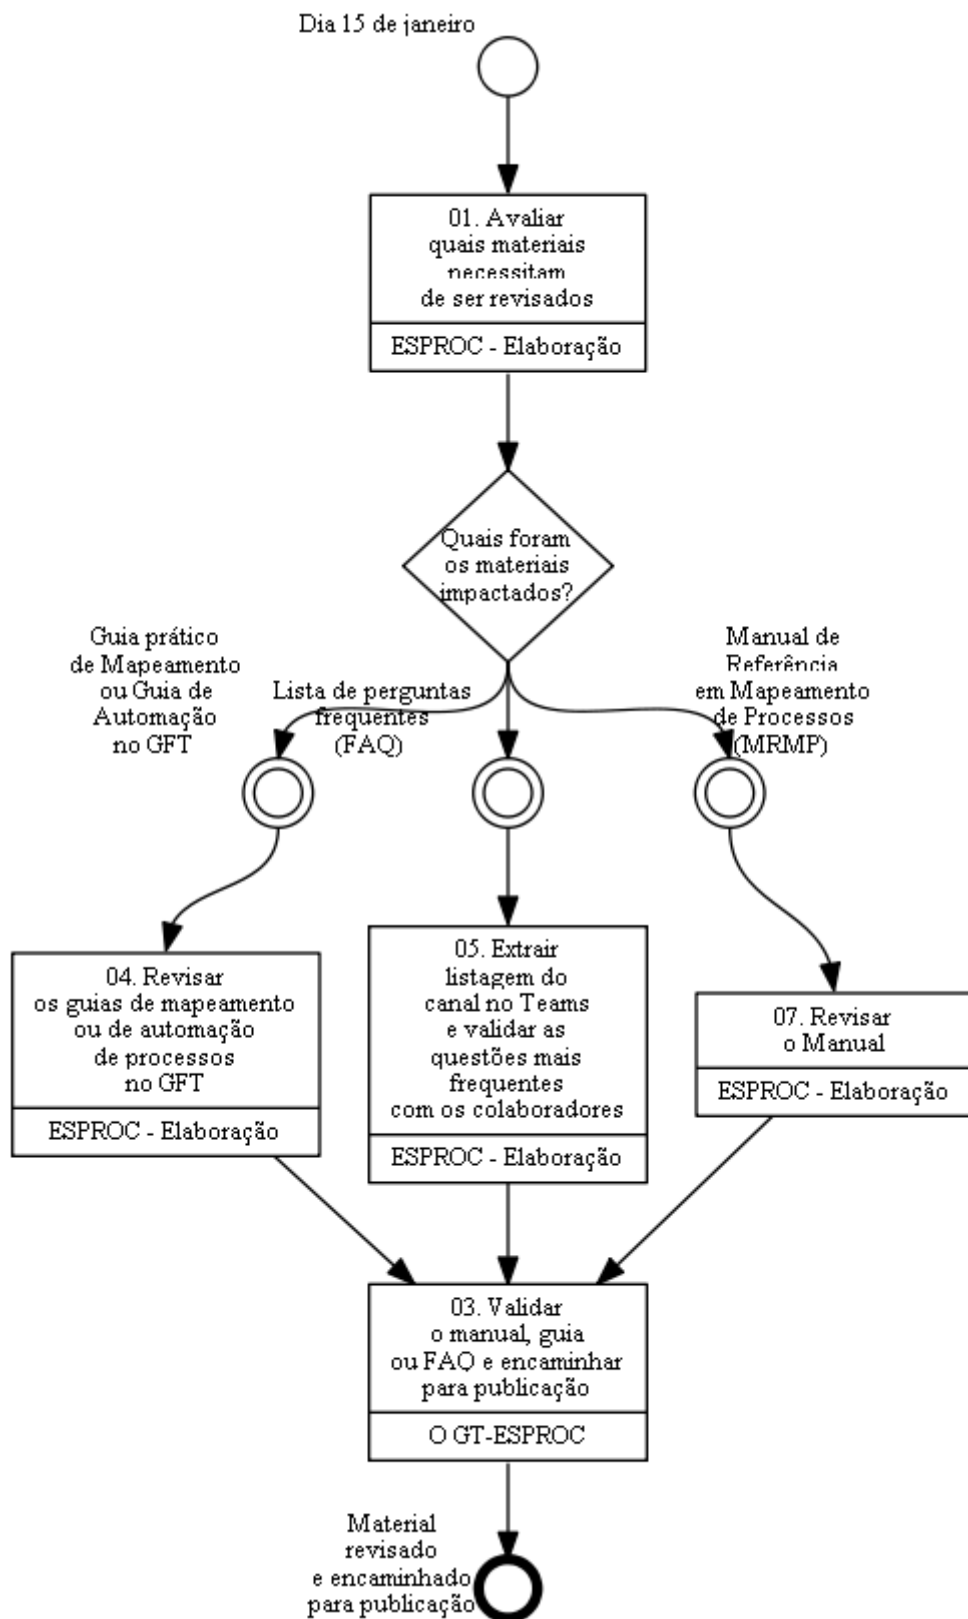 Dia 15 de janeiro
01. Avaliar
quais materiais
necessitam
de ser revisados
ESPROC - Elaboração
Quais foram
os materiais
impactados?
Guia prático
de Mapeamento
ou Guia de
Automação
no GFT
Lista de perguntas
frequentes
(FAQ)
Manual de
Referência
em Mapeamento
de Processos
(MRMP)
04. Revisar
os guias de mapeamento
ou de automação
de processos
no GFT
ESPROC - Elaboração
05. Extrair
listagem do
canal no Teams
e validar as
questões mais
frequentes
com os colaboradores
ESPROC - Elaboração
07. Revisar
o Manual
ESPROC - Elaboração
03. Validar
o manual, guia
ou FAQ e encaminhar
para publicação
O GT-ESPROC
Material
revisado
e encaminhado
para publicação